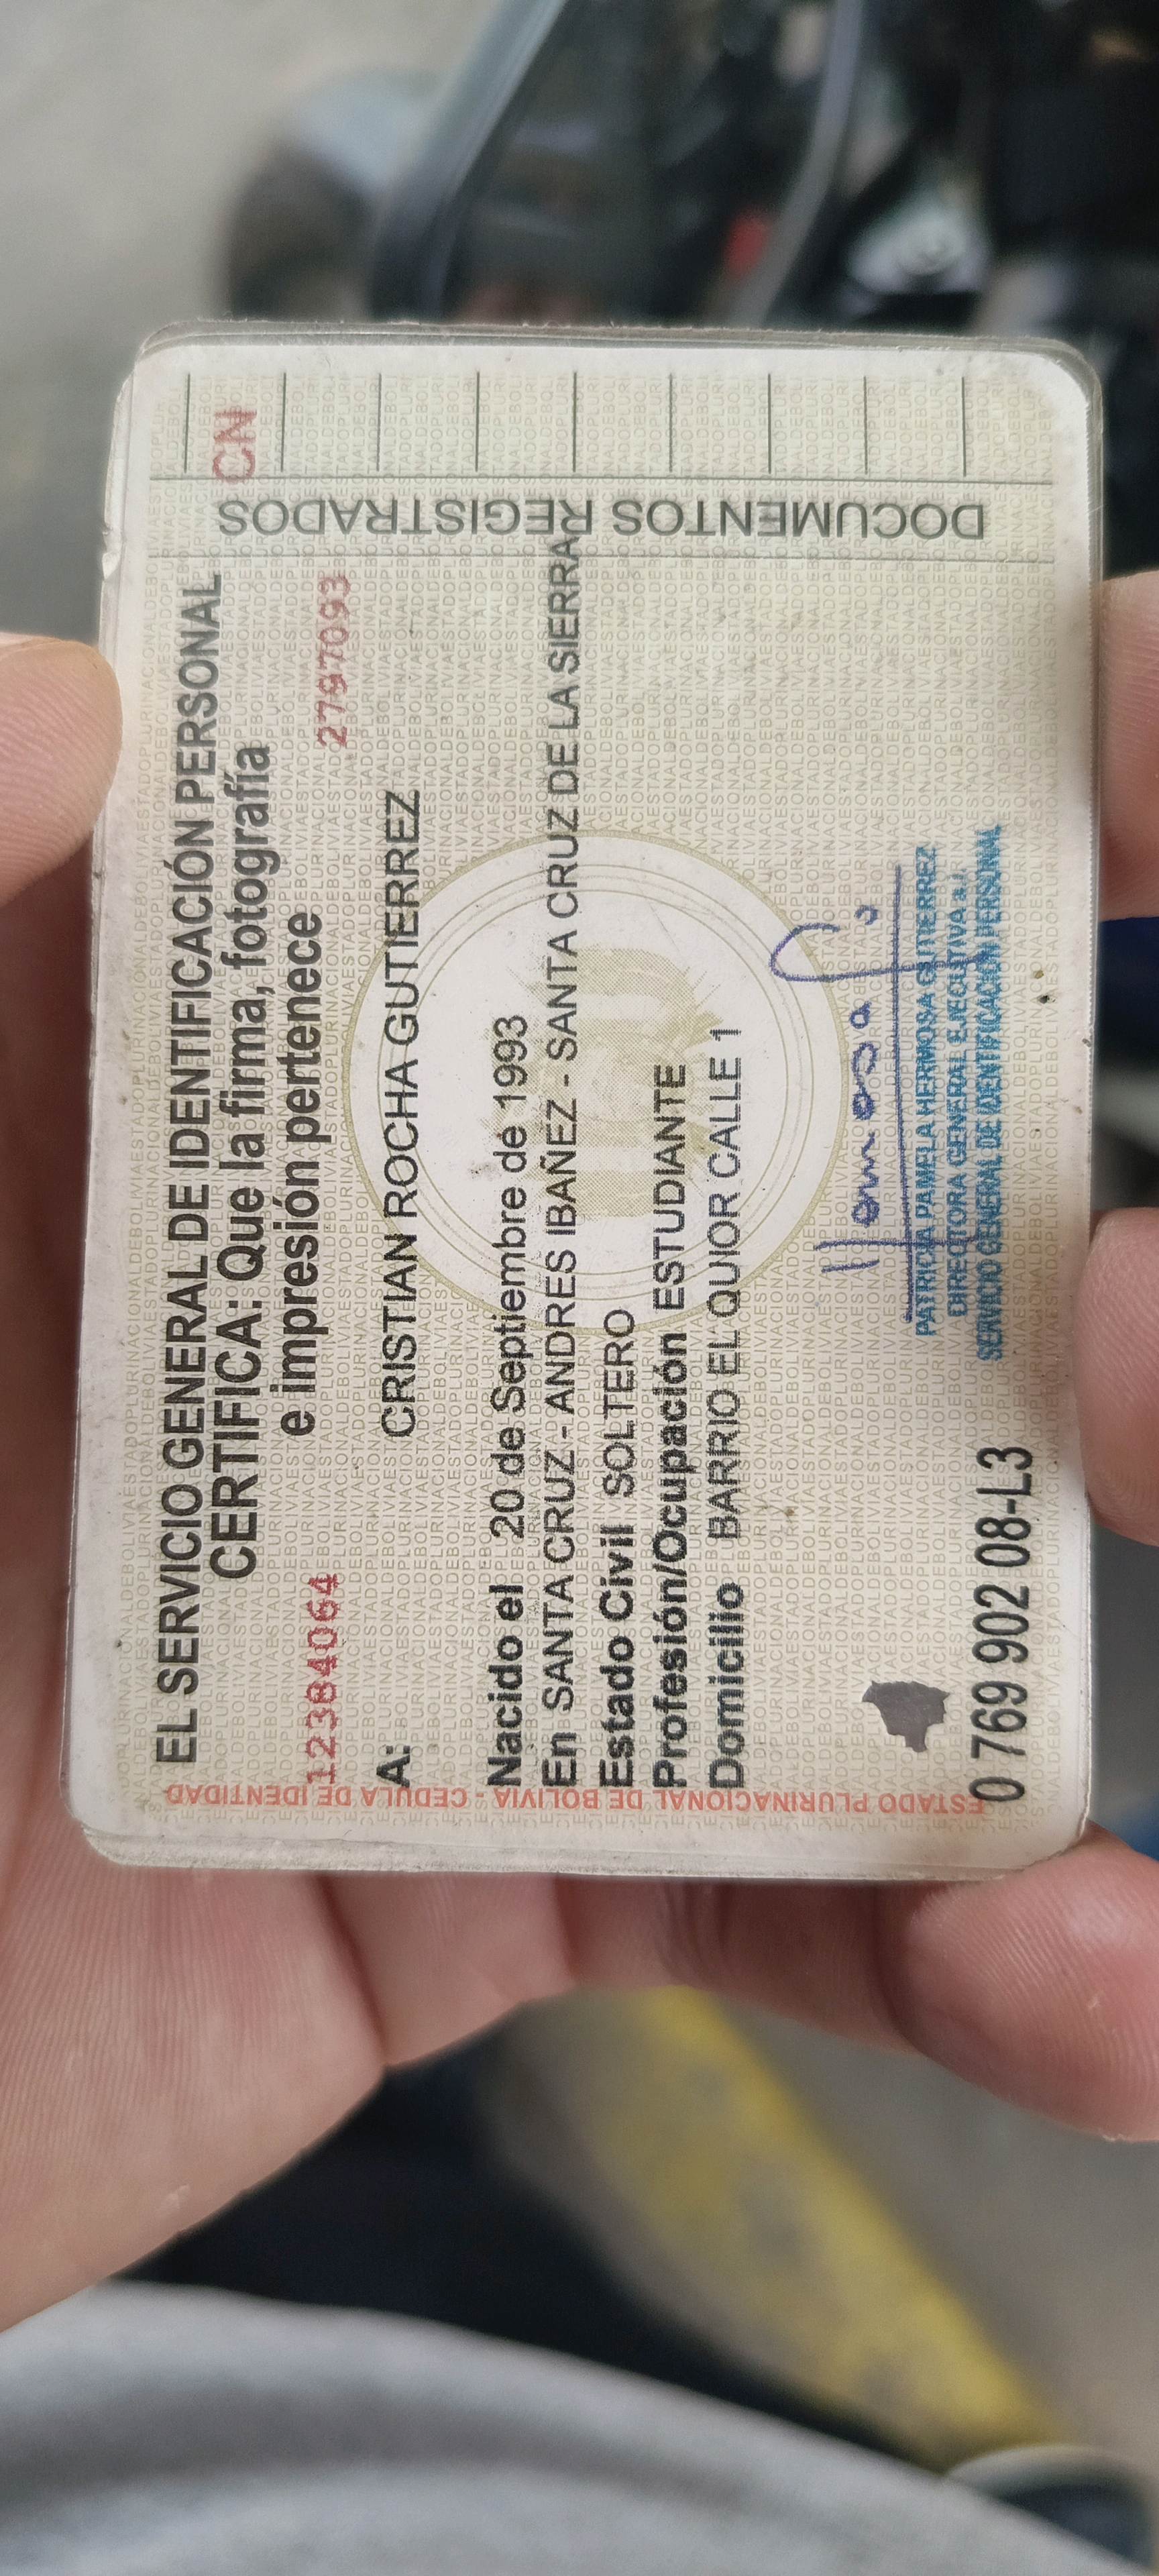 EL SERVICIO GENERAL DE IDENTIFICACIÓN PERSONAL
CERTIFICA: Que la firma, fotografía
e impresión pertenece
12384064
2797093
A: CRISTIAN ROCHA GUTIERREZ
Nacido el 20 de Septiembre de 1993
En SANTA CRUZ - ANDRES IBAÑEZ - SANTA CRUZ DE LA SIERRA
Estado Civil SOLTERO
Profesión/Ocupación ESTUDIANTE
Domicilio BARRIO EL QUIOR CALLE 1
PATRICIA PAMELA HERMOSA GUTIERREZ
DIRECTORA GENERAL EJECUTIVA a.i.
SERVICIO GENERAL DE IDENTIFICACIÓN PERSONAL
0 769 902 08-L3
ESTADO PLURINACIONAL DE BOLIVIA - CEDULA DE IDENTIDAD
DOCUMENTOS REGISTRADOS
CN